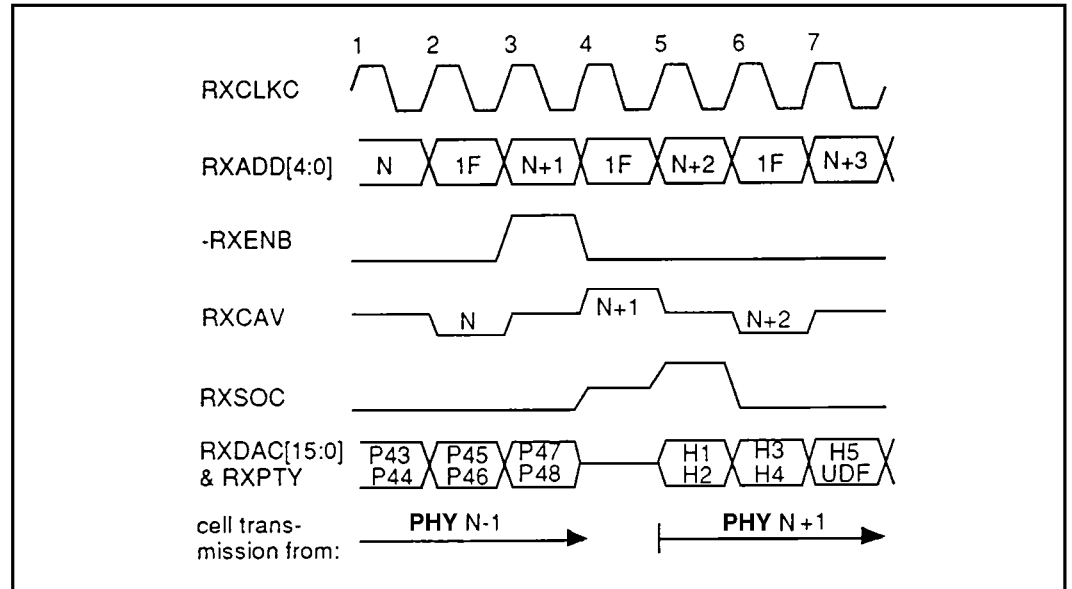 1 2 3 4 5 6 7
RXCLKC
RXADD[4:0] N 1F N+1 1F N+2 1F N+3
-RXENB
RXCAV N N+1 N+2
RXSOC
RXDAC[15:0] P43 P45 P47 H1 H3 H5
& RXPTY P44 P46 P48 H2 H4 UDF
cell trans- PHY N-1 PHY N+1
mission from: